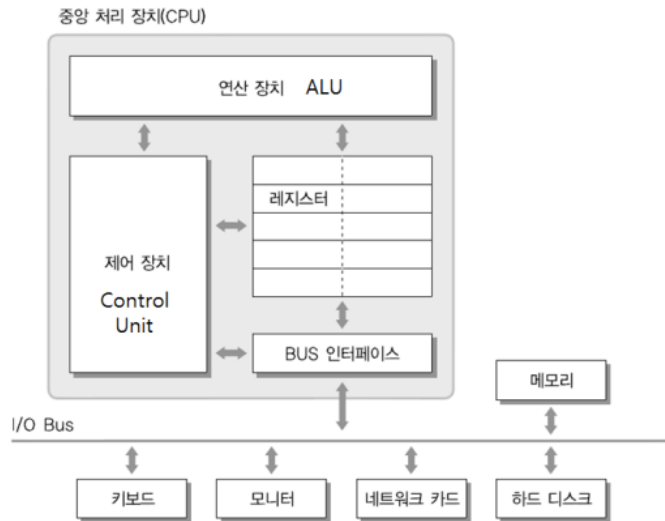 중앙 처리 장치(CPU)
연산 장치 ALU
레지스터
제어 장치
Control
Unit
BUS 인터페이스
메모리
I/O Bus
키보드
모니터
네트워크 카드
하드 디스크